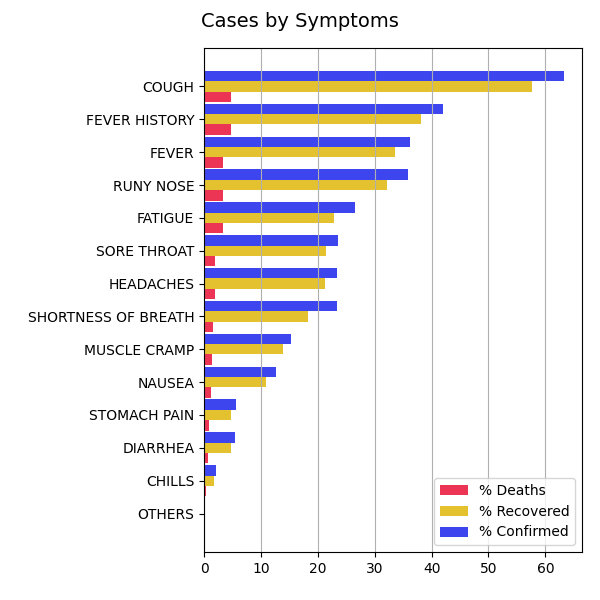 Cases by Symptoms
COUGH
FEVER HISTORY
FEVER
RUNY NOSE
FATIGUE
SORE THROAT
HEADACHES
SHORTNESS OF BREATH
MUSCLE CRAMP
NAUSEA
STOMACH PAIN
DIARRHEA
CHILLS
OTHERS
% Deaths
% Recovered
% Confirmed
0 10 20 30 40 50 60